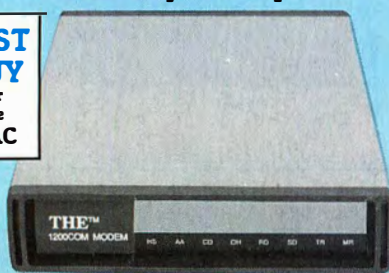 ST
TY
AC
THE™
1200COM MODEM
HS AA CD OH RD SD TR MR